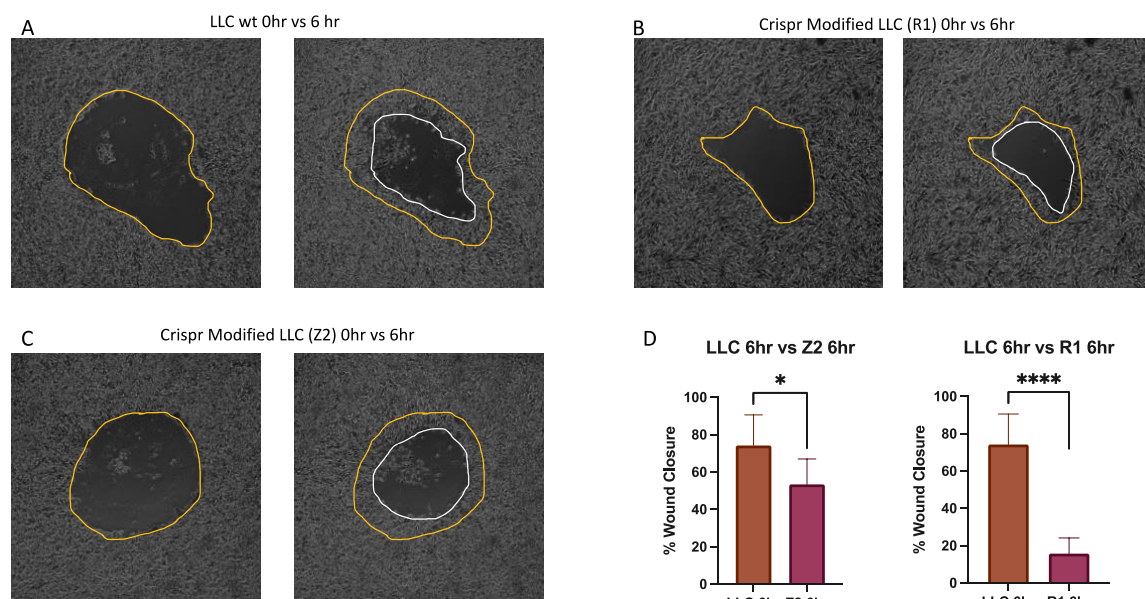 A
LLC wt 0hr vs 6 hr
B
Crispr Modified LLC (R1) 0hr vs 6hr
C
Crispr Modified LLC (Z2) 0hr vs 6hr
D
LLC 6hr vs Z2 6hr
*
% Wound Closure
100
80
60
40
20
0
LLC 6hr vs R1 6hr
****
% Wound Closure
100
80
60
40
20
0